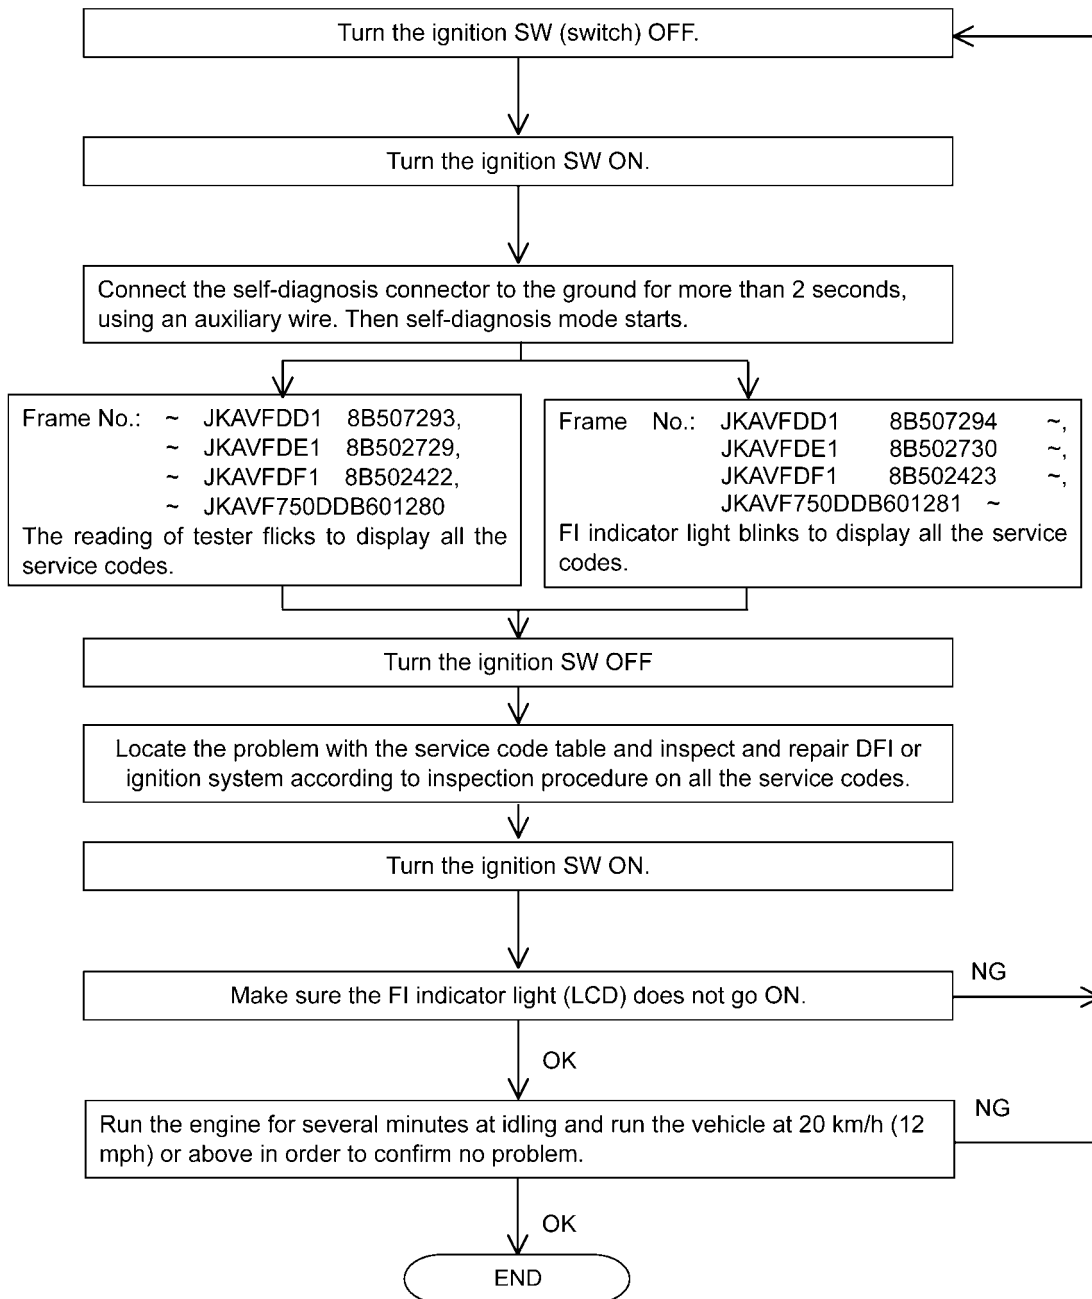 Turn the ignition SW (switch) OFF.
Turn the ignition SW ON.
Connect the self-diagnosis connector to the ground for more than 2 seconds,
using an auxiliary wire. Then self-diagnosis mode starts.
Frame No.: ~ JKAVFDD1 8B507293,
~ JKAVFDE1 8B502729,
~ JKAVFDF1 8B502422,
~ JKAVF750DDB601280
The reading of tester flicks to display all the
service codes.
Frame No.: JKAVFDD1 8B507294 ~,
JKAVFDE1 8B502730 ~,
JKAVFDF1 8B502423 ~,
JKAVF750DDB601281 ~
FI indicator light blinks to display all the service
codes.
Turn the ignition SW OFF
Locate the problem with the service code table and inspect and repair DFI or
ignition system according to inspection procedure on all the service codes.
Turn the ignition SW ON.
Make sure the FI indicator light (LCD) does not go ON.
NG
OK
Run the engine for several minutes at idling and run the vehicle at 20 km/h (12
mph) or above in order to confirm no problem.
NG
OK
END